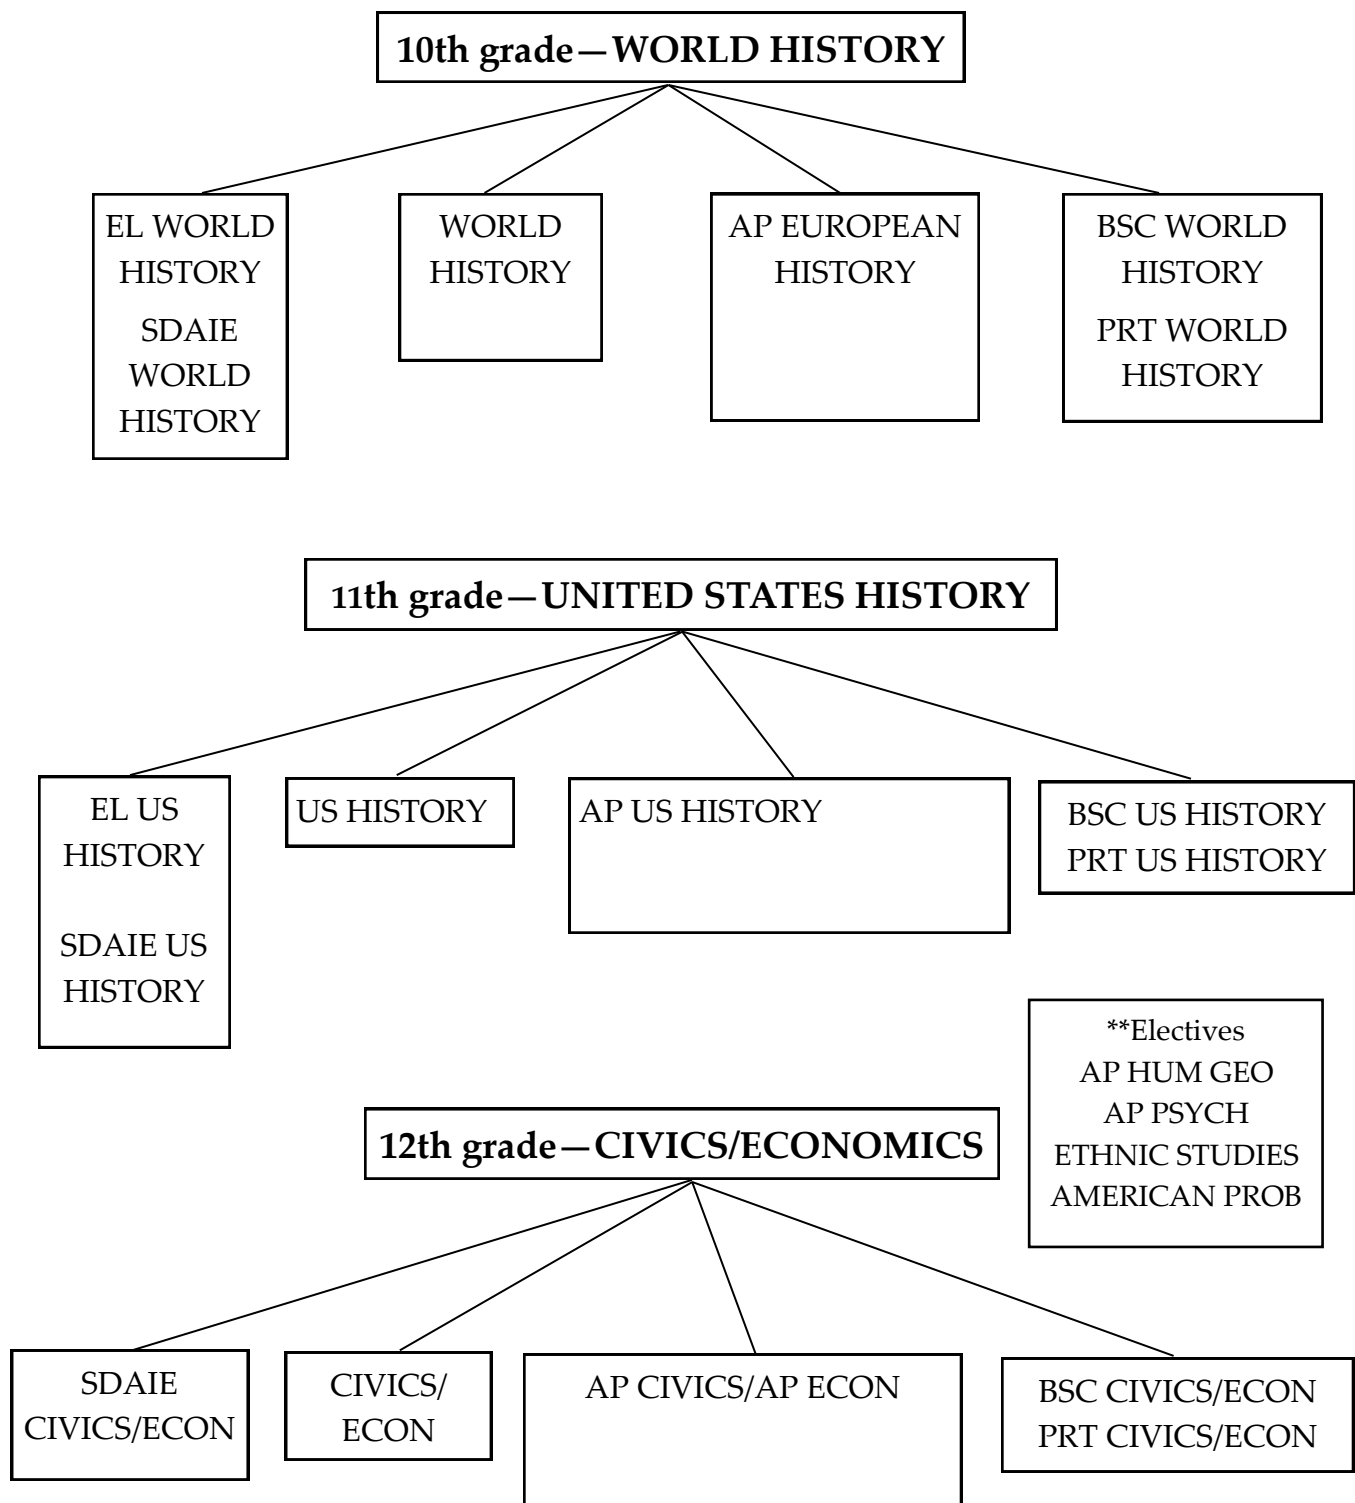 10th grade—WORLD HISTORY
EL WORLD
HISTORY
SDAIE
WORLD
HISTORY
WORLD
HISTORY
AP EUROPEAN
HISTORY
BSC WORLD
HISTORY
PRT WORLD
HISTORY
11th grade—UNITED STATES HISTORY
EL US
HISTORY
SDAIE US
HISTORY
US HISTORY
AP US HISTORY
BSC US HISTORY
PRT US HISTORY
**Electives
AP HUM GEO
AP PSYCH
ETHNIC STUDIES
AMERICAN PROB
12th grade—CIVICS/ECONOMICS
SDAIE
CIVICS/ECON
CIVICS/
ECON
AP CIVICS/AP ECON
BSC CIVICS/ECON
PRT CIVICS/ECON